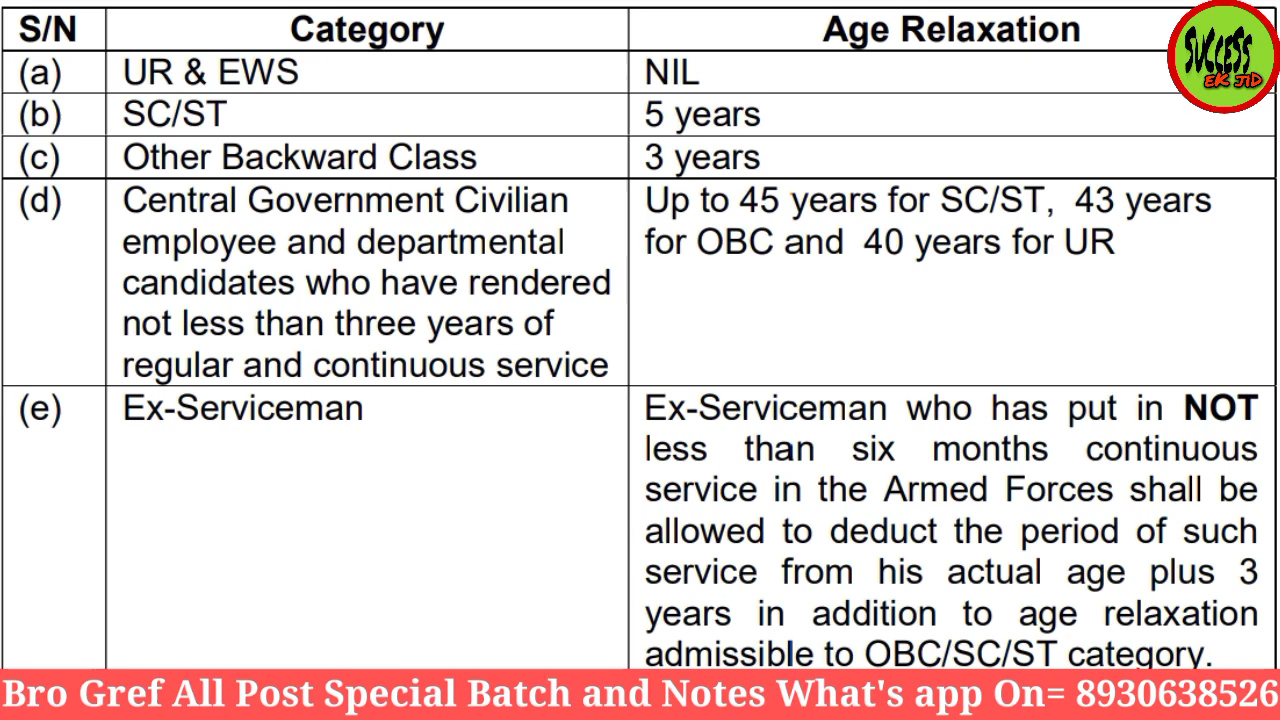 S/N Category Age Relaxation
SUCCESS
EK JID
(a) UR & EWS NIL
(b) SC/ST 5 years
(c) Other Backward Class 3 years
(d) Central Government Civilian
employee and departmental
candidates who have rendered
not less than three years of
regular and continuous service
Up to 45 years for SC/ST, 43 years
for OBC and 40 years for UR
(e) Ex-Serviceman
Ex-Serviceman who has put in NOT
less than six months continuous
service in the Armed Forces shall be
allowed to deduct the period of such
service from his actual age plus 3
years in addition to age relaxation
admissible to OBC/SC/ST category.
Bro Gref All Post Special Batch and Notes What's app On= 8930638526